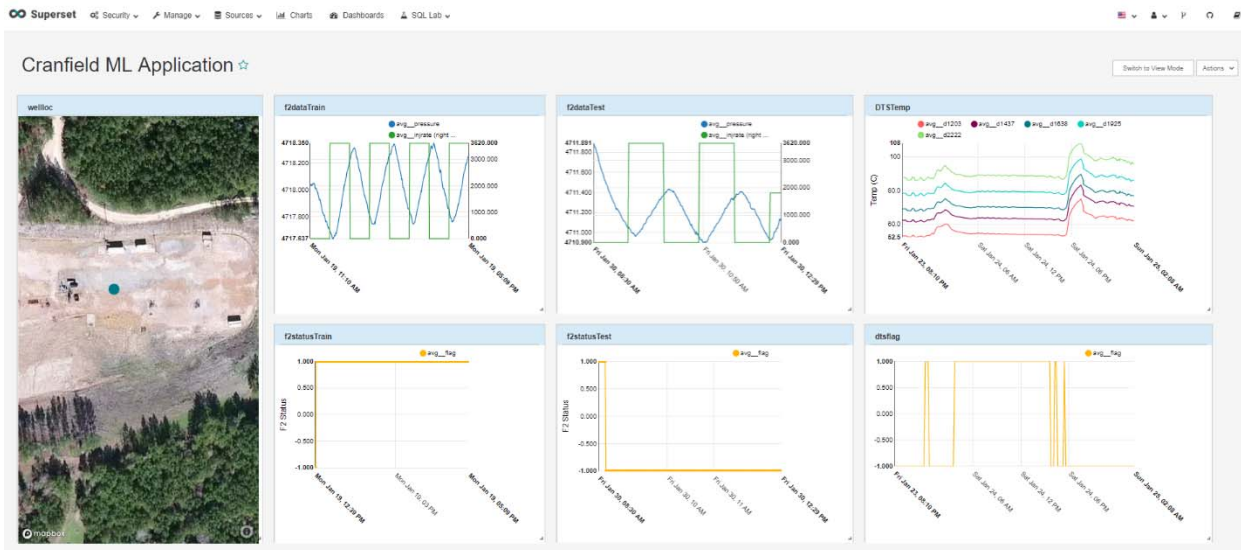 Superset Security Manage Sources Charts Dashboards SQL Lab
Cranfield ML Application
Switch to View Mode Actions
wellloc
f2dataTrain
avg__pressure
avg__injrate (right ...
4718.200
4718.000
4717.637
3620.000
3000.000
2000.000
1000.000
0.000
Mon Jan 19, 11:10 AM
Mon Jan 19, 05:09 PM
f2dataTest
avg__pressure
avg__injrate (right ...
4711.891
4711.800
4711.400
4711.200
4711.000
4710.900
3620.000
3000.000
2000.000
1000.000
0.000
Fri Jan 30, 08:30 AM
Fri Jan 30, 10:50 AM
Fri Jan 30, 12:29 PM
DTSTemp
avg__d1203 avg__d1437 avg__d1638 avg__d1925
avg__d2222
Temp (C)
108
100
80.0
60.0
52.5
Fri Jan 23, 05:10 PM
Sat Jan 24, 06 AM
Sat Jan 24, 12 PM
Sat Jan 24, 06 PM
Sun Jan 25, 02:08 AM
f2statusTrain
avg__flag
F2 Status
1.000
0.500
0.000
-0.500
-1.000
Mon Jan 19, 12:39 PM
Mon Jan 19, 03 PM
Mon Jan 19, 05:09 PM
f2statusTest
avg__flag
F2 Status
1.000
0.500
0.000
-0.500
-1.000
Fri Jan 30, 08:30 AM
Fri Jan 30, 10 AM
Fri Jan 30, 11 AM
Fri Jan 30, 12:29 PM
dtsflag
avg__flag
1.000
0.500
0.000
-0.500
-1.000
Fri Jan 23, 05:10 PM
Sat Jan 24, 06 AM
Sat Jan 24, 12 PM
Sat Jan 24, 06 PM
Sun Jan 25, 02:08 AM
mapbox